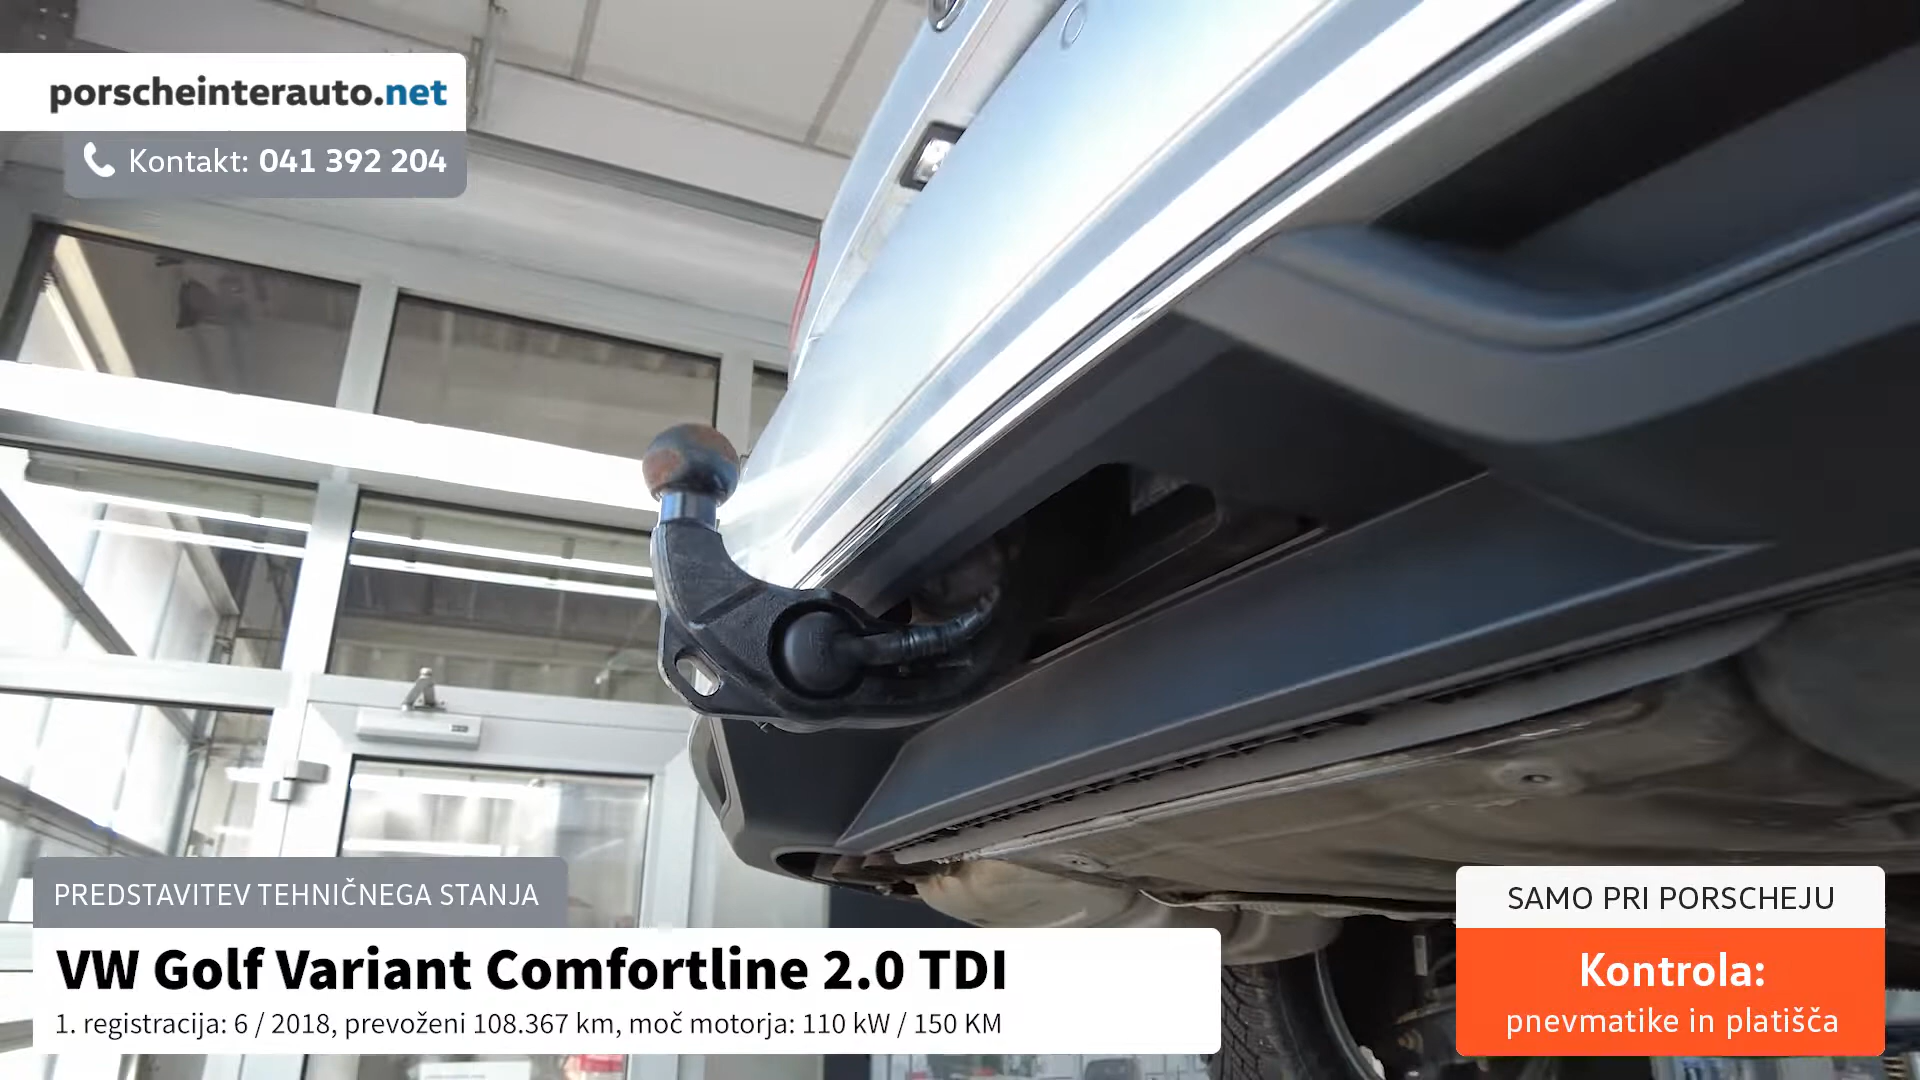 porscheinterauto.net
Kontakt: 041 392 204
PREDSTAVITEV TEHNIČNEGA STANJA
VW Golf Variant Comfortline 2.0 TDI
1. registracija: 6 / 2018, prevoženi 108.367 km, moč motorja: 110 kW / 150 KM
SAMO PRI PORSCHEJU
Kontrola:
pnevmatike in platišča